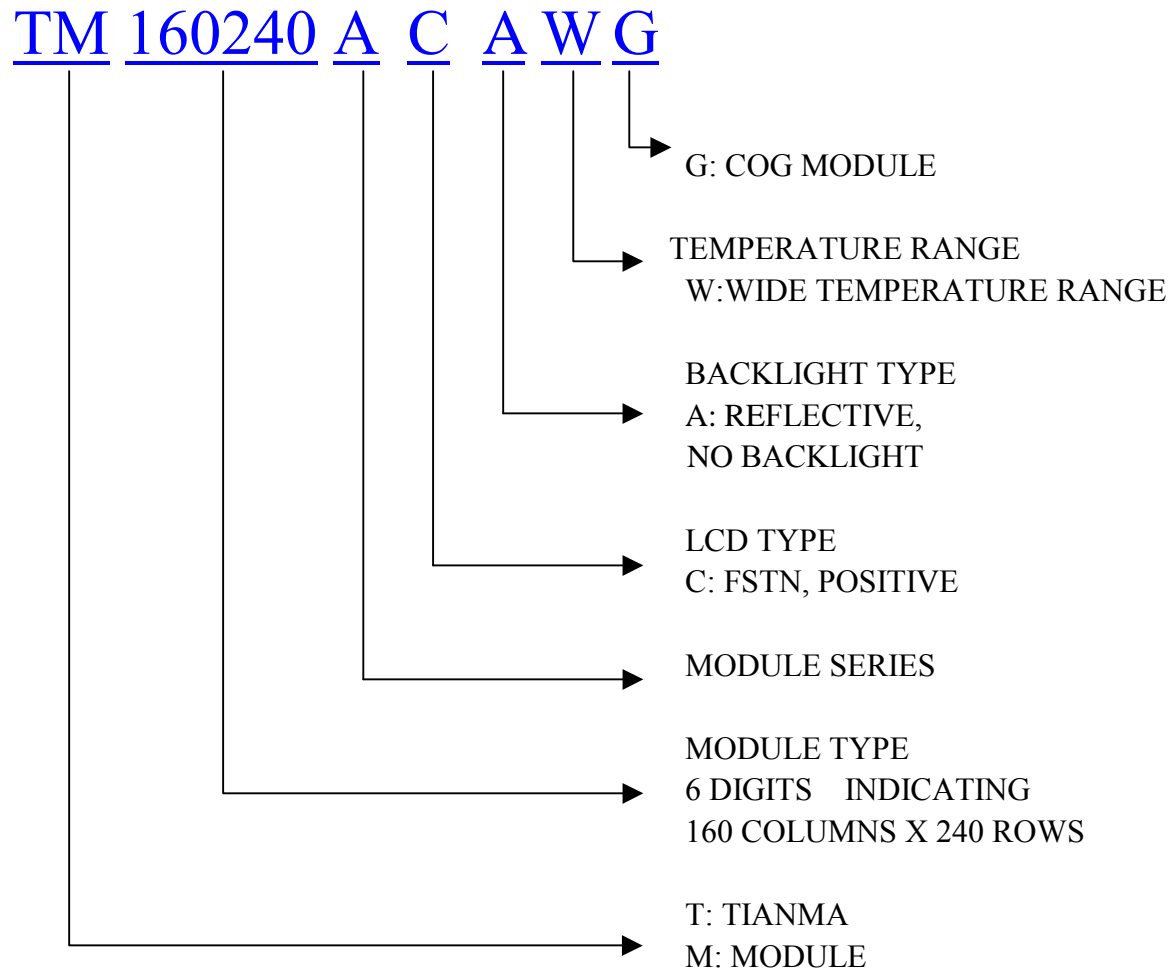 TM 160240 A C A W G
G: COG MODULE
TEMPERATURE RANGE
W:WIDE TEMPERATURE RANGE
BACKLIGHT TYPE
A: REFLECTIVE,
NO BACKLIGHT
LCD TYPE
C: FSTN, POSITIVE
MODULE SERIES
MODULE TYPE
6 DIGITS INDICATING
160 COLUMNS X 240 ROWS
T: TIANMA
M: MODULE